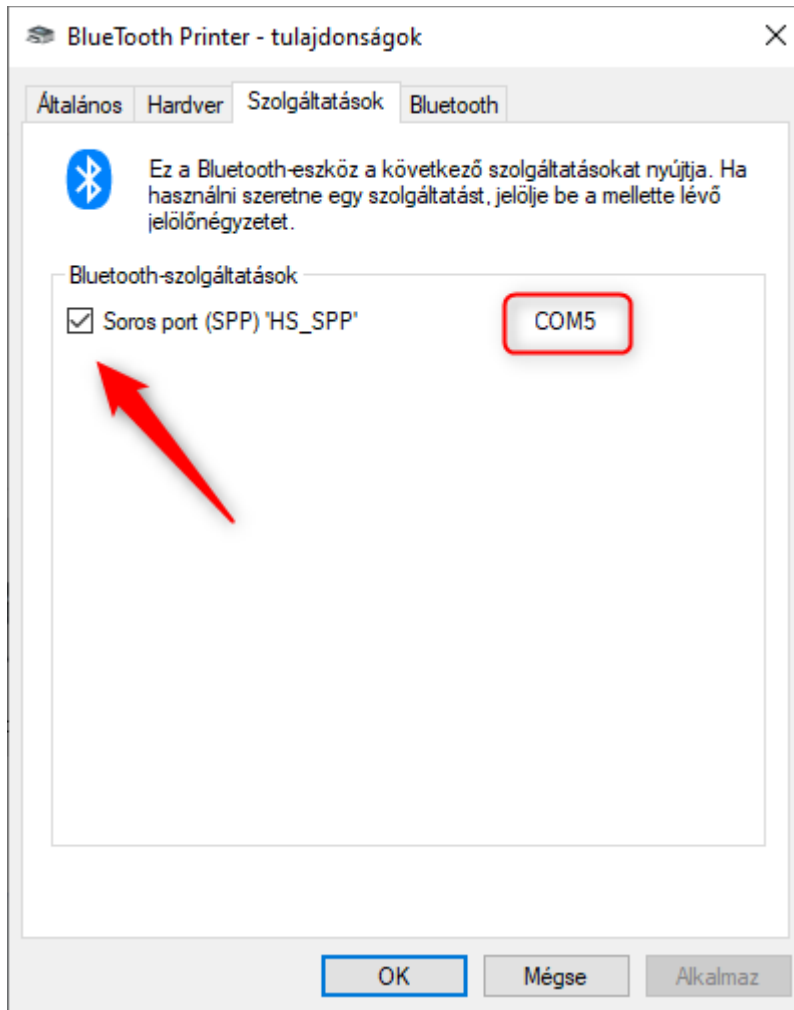 BlueTooth Printer - tulajdonságok
Általános Hardver Szolgáltatások Bluetooth
Ez a Bluetooth-eszköz a következő szolgáltatásokat nyújtja. Ha
használni szeretne egy szolgáltatást, jelölje be a mellette lévő
jelölőnégyzetet.
Bluetooth-szolgáltatások
Soros port (SPP) 'HS_SPP' COM5
OK Mégse Alkalmaz